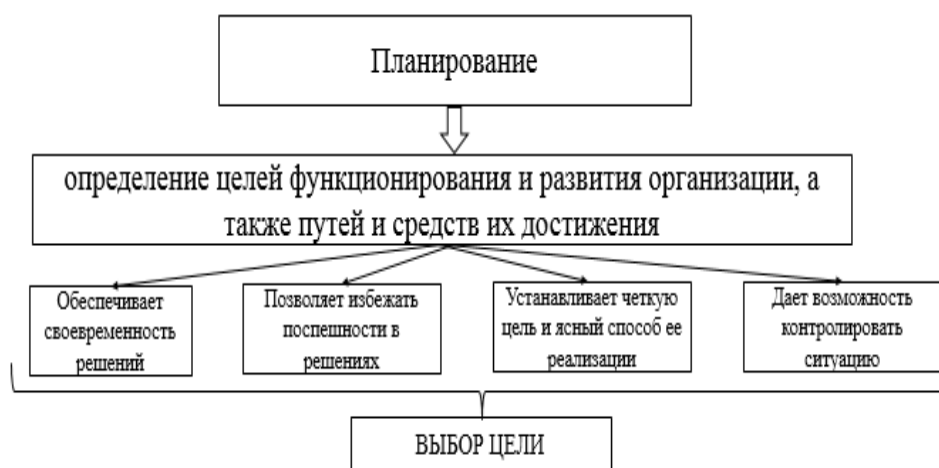 Планирование
определение целей функционирования и развития организации, а
также путей и средств их достижения
Обеспечивает
своевременность
решений
Позволяет избежать
поспешности в
решениях
Устанавливает четкую
цель и ясный способ ее
реализации
Дает возможность
контролировать
ситуацию
ВЫБОР ЦЕЛИ